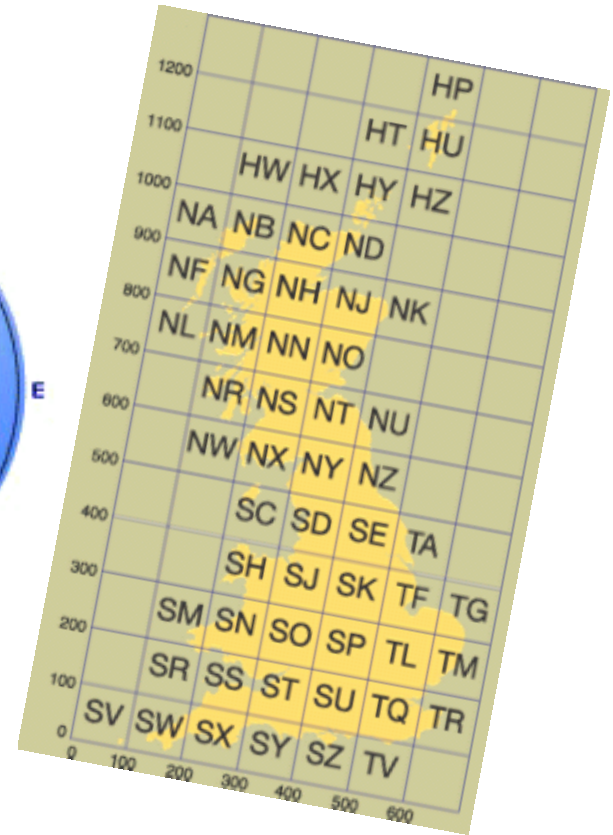 1200
HP
1100
HT HU
1000
HW HX HY HZ
900
NA NB NC ND
800
NF NG NH NJ NK
700
NL NM NN NO
E
600
NR NS NT NU
500
NW NX NY NZ
400
SC SD SE TA
300
SH SJ SK TF TG
200
SM SN SO SP TL TM
100
SR SS ST SU TQ TR
0
SV SW SX SY SZ TV
0 100 200 300 400 500 600